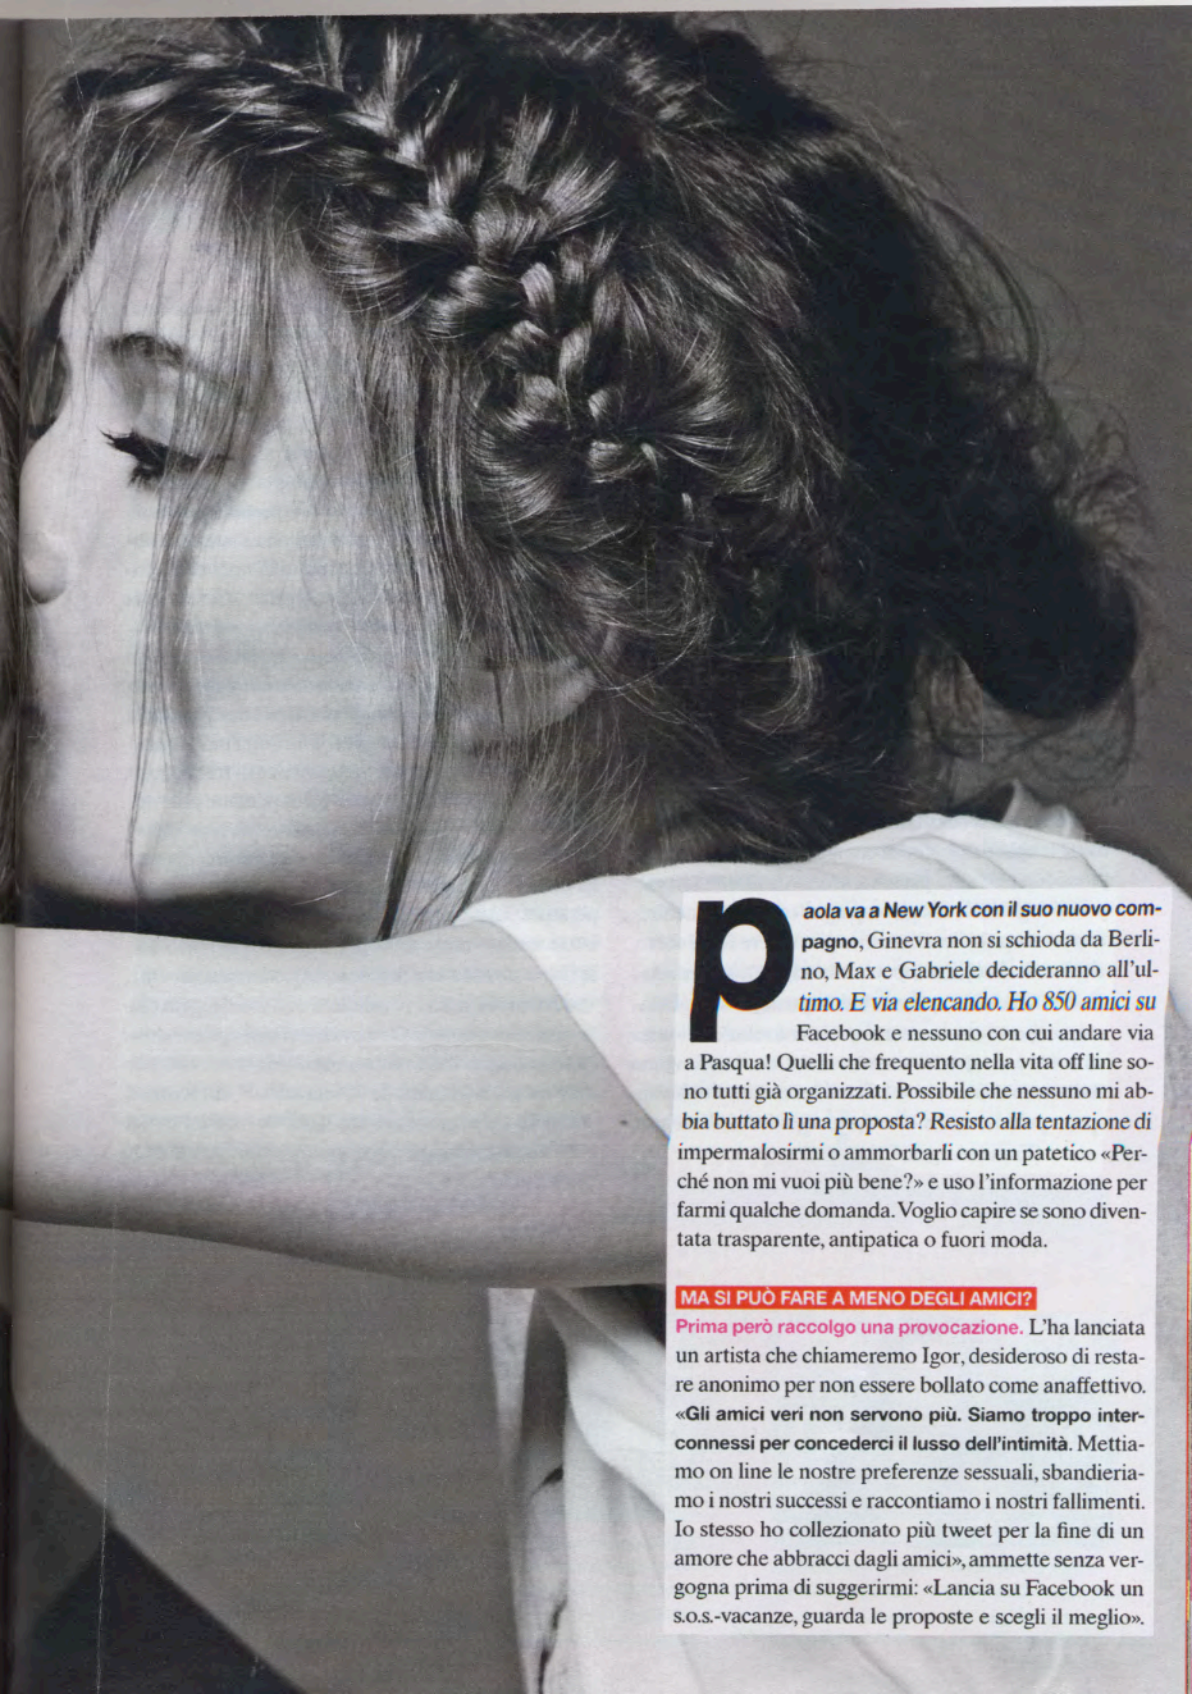 paola va a New York con il suo nuovo com-
pagno, Ginevra non si schioda da Berli-
no, Max e Gabriele decideranno all'ul-
timo. E via elencando. Ho 850 amici su
Facebook e nessuno con cui andare via
a Pasqua! Quelli che frequento nella vita off line so-
no tutti già organizzati. Possibile che nessuno mi ab-
bia buttato lì una proposta? Resisto alla tentazione di
impermalosirmi o ammorbarli con un patetico «Per-
ché non mi vuoi più bene?» e uso l'informazione per
farmi qualche domanda. Voglio capire se sono diven-
tata trasparente, antipatica o fuori moda.
MA SI PUÒ FARE A MENO DEGLI AMICI?
Prima però raccolgo una provocazione. L'ha lanciata
un artista che chiameremo Igor, desideroso di resta-
re anonimo per non essere bollato come anaffettivo.
«Gli amici veri non servono più. Siamo troppo inter-
connessi per concederci il lusso dell'intimità. Mettia-
mo on line le nostre preferenze sessuali, sbandieria-
mo i nostri successi e raccontiamo i nostri fallimenti.
Io stesso ho collezionato più tweet per la fine di un
amore che abbracci dagli amici», ammette senza ver-
gogna prima di suggerirmi: «Lancia su Facebook un
s.o.s.-vacanze, guarda le proposte e scegli il meglio».